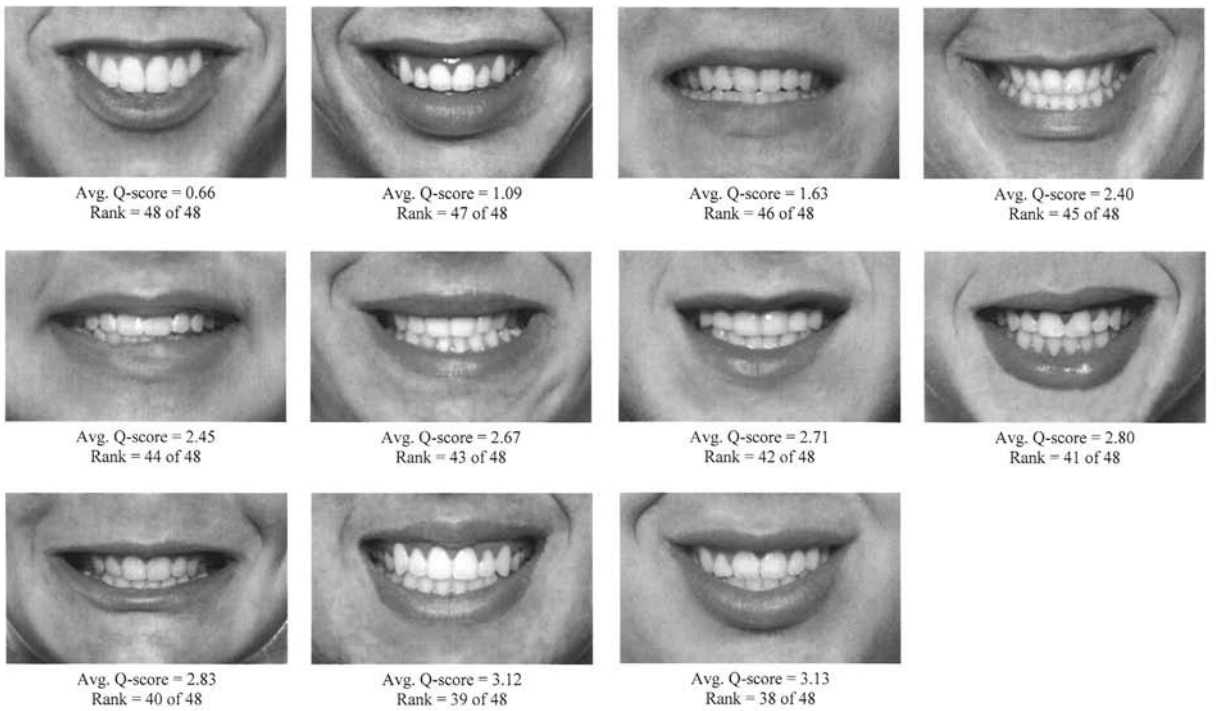 Avg. Q-score = 0.66
Rank = 48 of 48
Avg. Q-score = 1.09
Rank = 47 of 48
Avg. Q-score = 1.63
Rank = 46 of 48
Avg. Q-score = 2.40
Rank = 45 of 48
Avg. Q-score = 2.45
Rank = 44 of 48
Avg. Q-score = 2.67
Rank = 43 of 48
Avg. Q-score = 2.71
Rank = 42 of 48
Avg. Q-score = 2.80
Rank = 41 of 48
Avg. Q-score = 2.83
Rank = 40 of 48
Avg. Q-score = 3.12
Rank = 39 of 48
Avg. Q-score = 3.13
Rank = 38 of 48